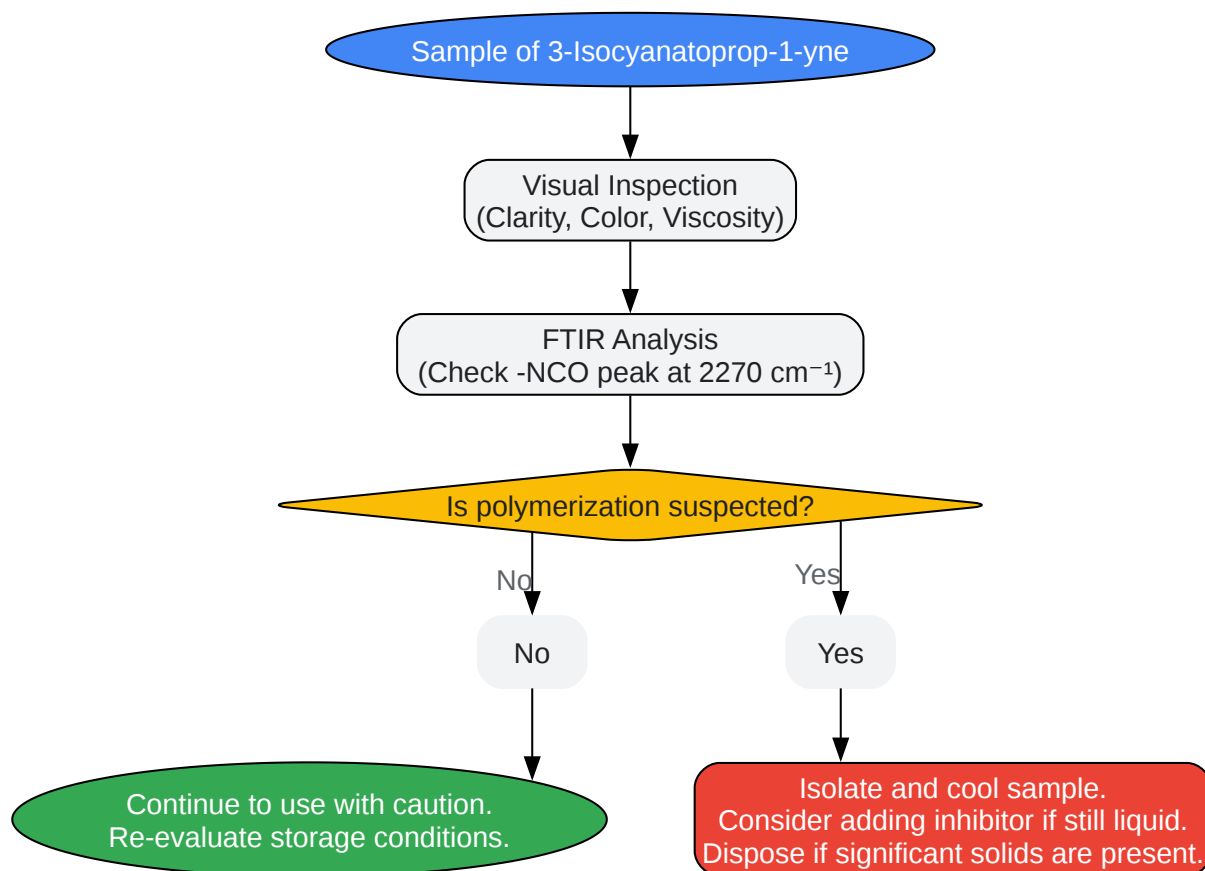 Sample of 3-Isocyanatoprop-1-yne
Visual Inspection
(Clarity, Color, Viscosity)
FTIR Analysis
(Check -NCO peak at 2270 cm⁻¹)
Is polymerization suspected?
No
Yes
No
Yes
Continue to use with caution.
Re-evaluate storage conditions.
Isolate and cool sample.
Consider adding inhibitor if still liquid.
Dispose if significant solids are present.